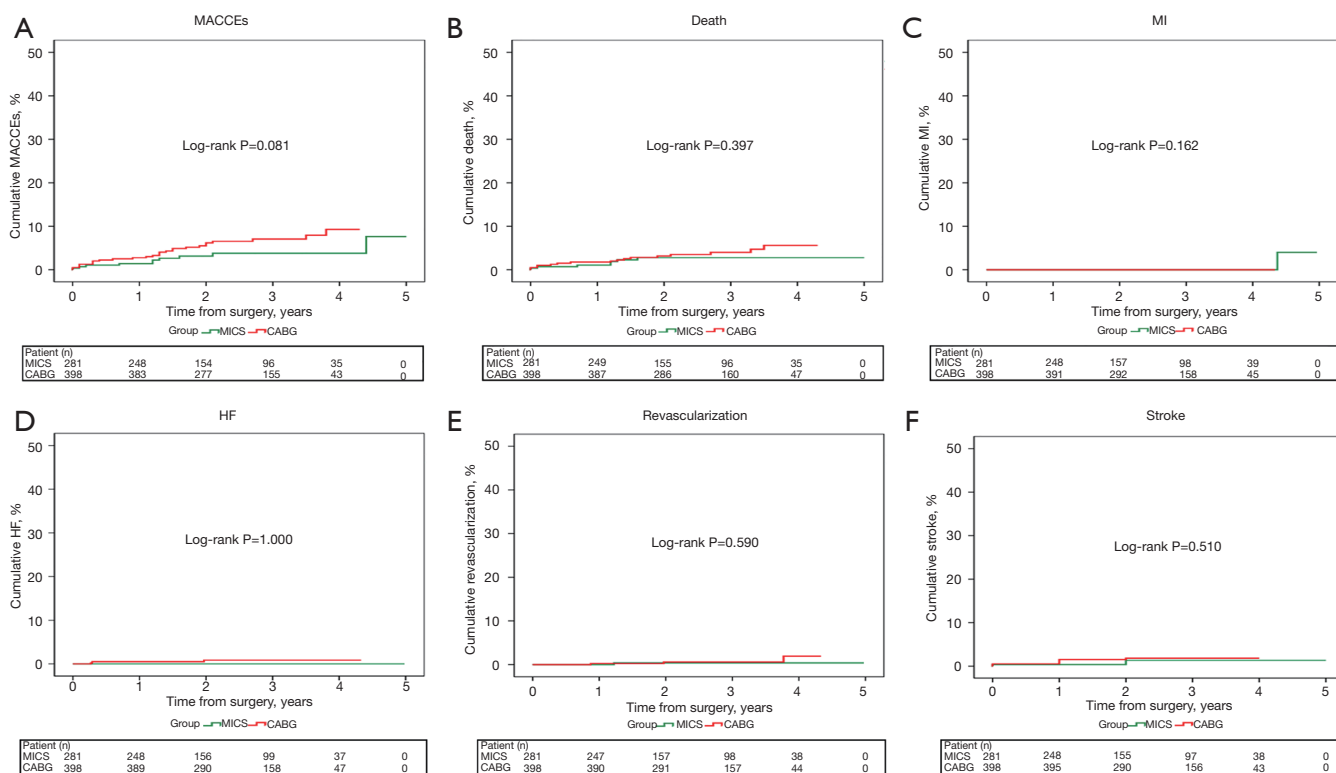 A
MACCEs
50
40
30
20
10
0
Cumulative MACCEs, %
Log-rank P=0.081
0 1 2 3 4 5
Time from surgery, years
Group MICS CABG
Patient (n)
MICS 281 248 154 96 35 0
CABG 398 383 277 155 43 0
B
Death
50
40
30
20
10
0
Cumulative death, %
Log-rank P=0.397
0 1 2 3 4 5
Time from surgery, years
Group MICS CABG
Patient (n)
MICS 281 249 155 96 35 0
CABG 398 387 286 160 47 0
C
MI
50
40
30
20
10
0
Cumulative MI, %
Log-rank P=0.162
0 1 2 3 4 5
Time from surgery, years
Group MICS CABG
Patient (n)
MICS 281 248 157 98 39 0
CABG 398 391 292 158 45 0
D
HF
50
40
30
20
10
0
Cumulative HF, %
Log-rank P=1.000
0 1 2 3 4 5
Time from surgery, years
Group MICS CABG
Patient (n)
MICS 281 248 156 99 37 0
CABG 398 389 290 158 47 0
E
Revascularization
50
40
30
20
10
0
Cumulative revascularization, %
Log-rank P=0.590
0 1 2 3 4 5
Time from surgery, years
Group MICS CABG
Patient (n)
MICS 281 247 157 98 38 0
CABG 398 390 291 157 44 0
F
Stroke
50
40
30
20
10
0
Cumulative stroke, %
Log-rank P=0.510
0 1 2 3 4 5
Time from surgery, years
Group MICS CABG
Patient (n)
MICS 281 248 155 97 38 0
CABG 398 395 290 156 43 0